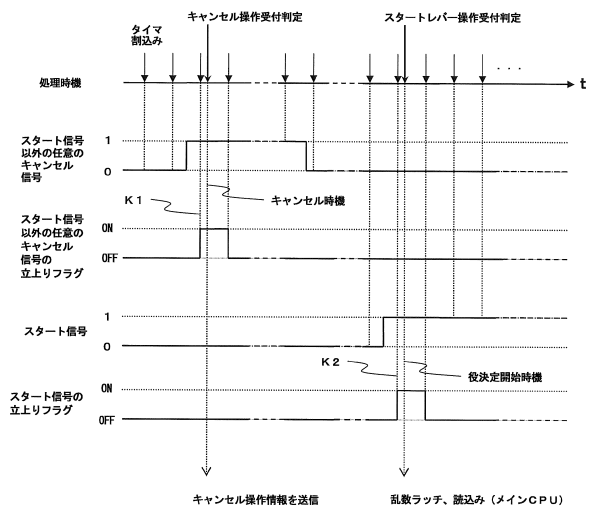 キャンセル操作受付判定
スタートレバー操作受付判定
タイマ
割込み
・・・
処理時機
t
スタート信号
以外の任意の
キャンセル
信号
1
0
K1
キャンセル時機
スタート信号
以外の任意の
キャンセル
信号の
立上りフラグ
ON
OFF
スタート信号
1
0
K2
役決定開始時機
スタート信号の
立上りフラグ
ON
OFF
キャンセル操作情報を送信
乱数ラッチ、読込み（メインCPU）